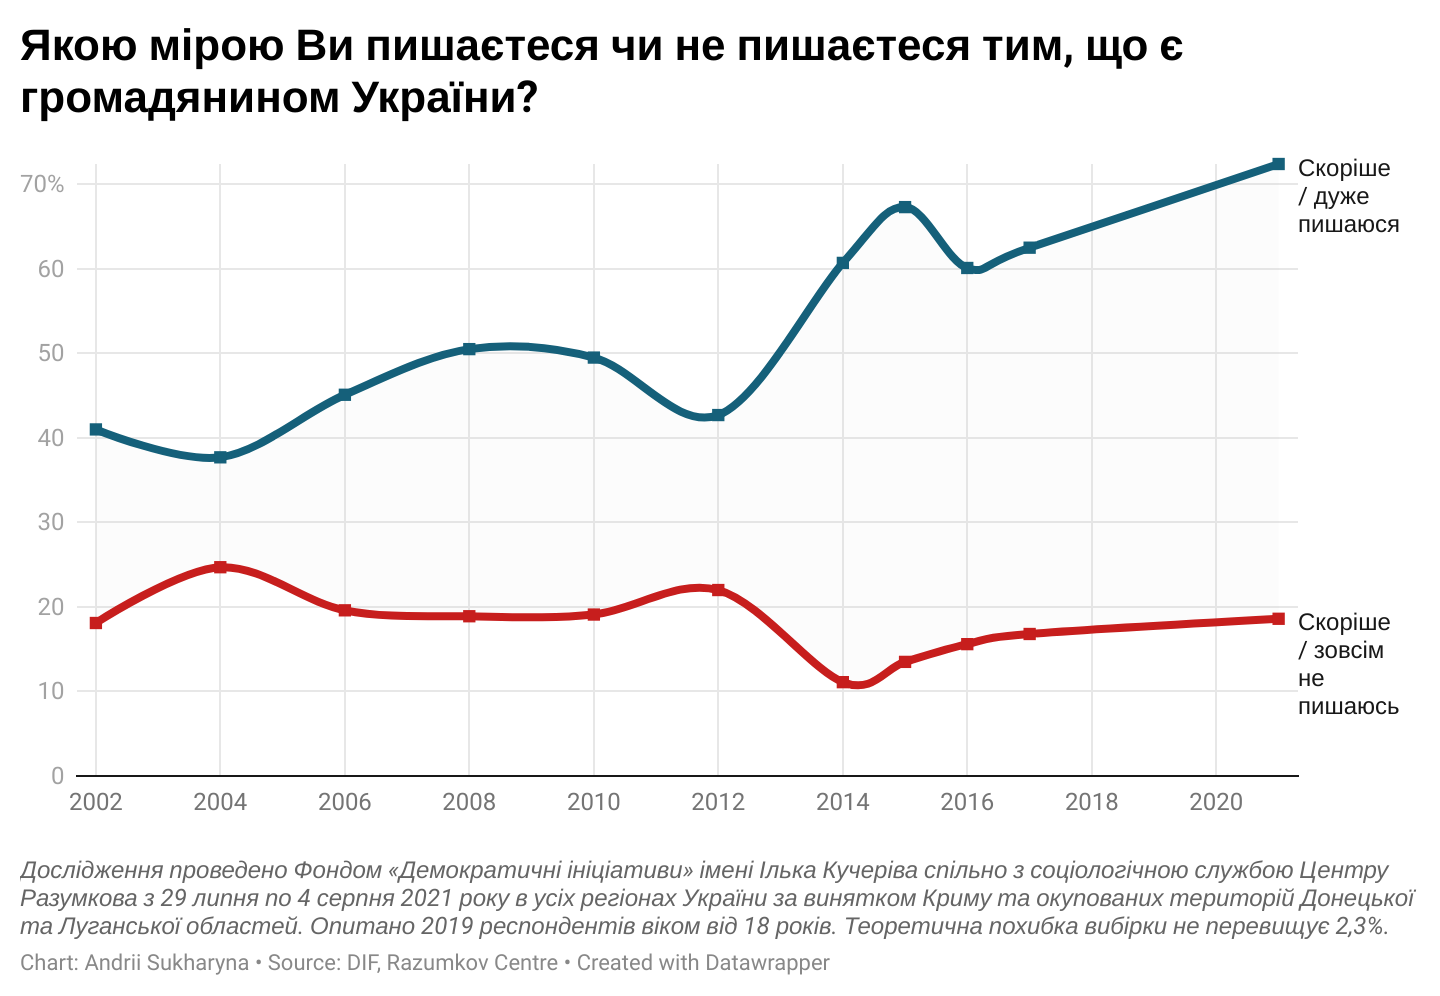 Якою мірою Ви пишаєтеся чи не пишаєтеся тим, що є
громадянином України?
70%
60
50
40
30
20
10
0
Скоріше
/ дуже
пишаюся
Скоріше
/ зовсім
не
пишаюсь
2002 2004 2006 2008 2010 2012 2014 2016 2018 2020
Дослідження проведено Фондом «Демократичні ініціативи» імені Ілька Кучеріва спільно з соціологічною службою Центру
Разумкова з 29 липня по 4 серпня 2021 року в усіх регіонах України за винятком Криму та окупованих територій Донецької
та Луганської областей. Опитано 2019 респондентів віком від 18 років. Теоретична похибка вибірки не перевищує 2,3%.
Chart: Andrii Sukharyna • Source: DIF, Razumkov Centre • Created with Datawrapper